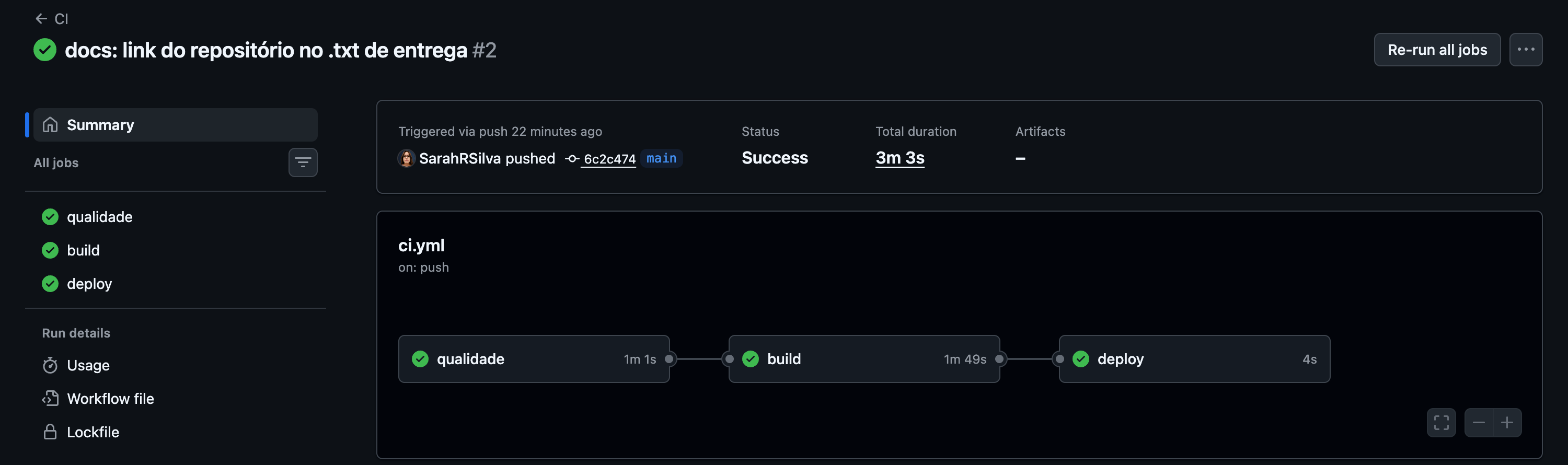 CI
docs: link do repositório no .txt de entrega #2
Re-run all jobs
Summary
All jobs
qualidade
build
deploy
Run details
Usage
Workflow file
Lockfile
Triggered via push 22 minutes ago
SarahRSilva pushed 6c2c474 main
Status
Success
Total duration
3m 3s
Artifacts
–
ci.yml
on: push
qualidade 1m 1s
build 1m 49s
deploy 4s